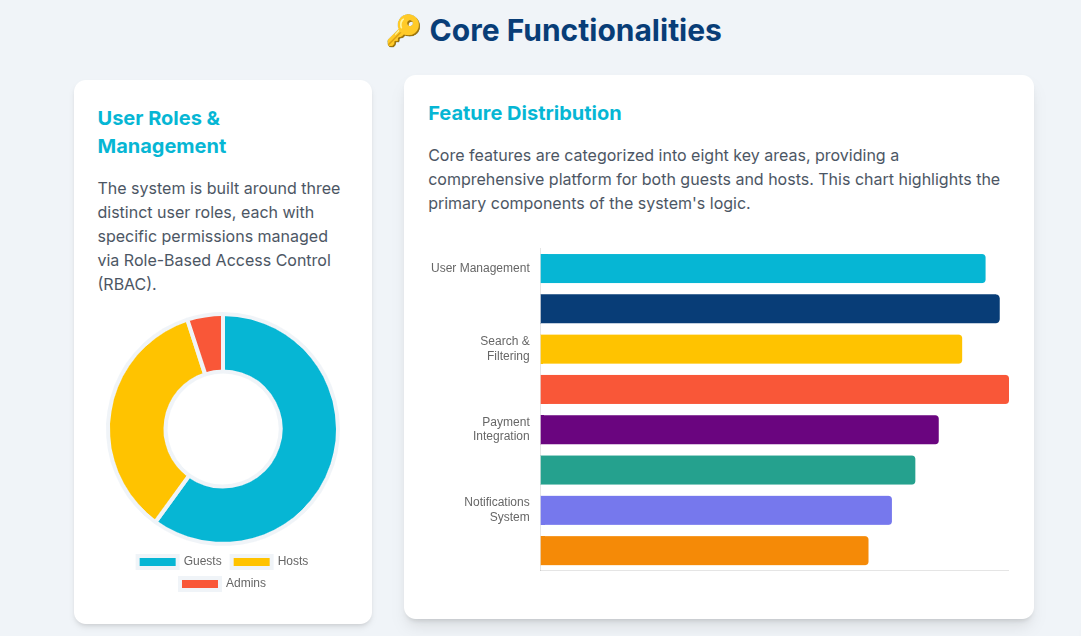 🔑 Core Functionalities
User Roles &
Management
The system is built around three
distinct user roles, each with
specific permissions managed
via Role-Based Access Control
(RBAC).
Guests
Hosts
Admins
Feature Distribution
Core features are categorized into eight key areas, providing a
comprehensive platform for both guests and hosts. This chart highlights the
primary components of the system's logic.
User Management
Search &
Filtering
Payment
Integration
Notifications
System